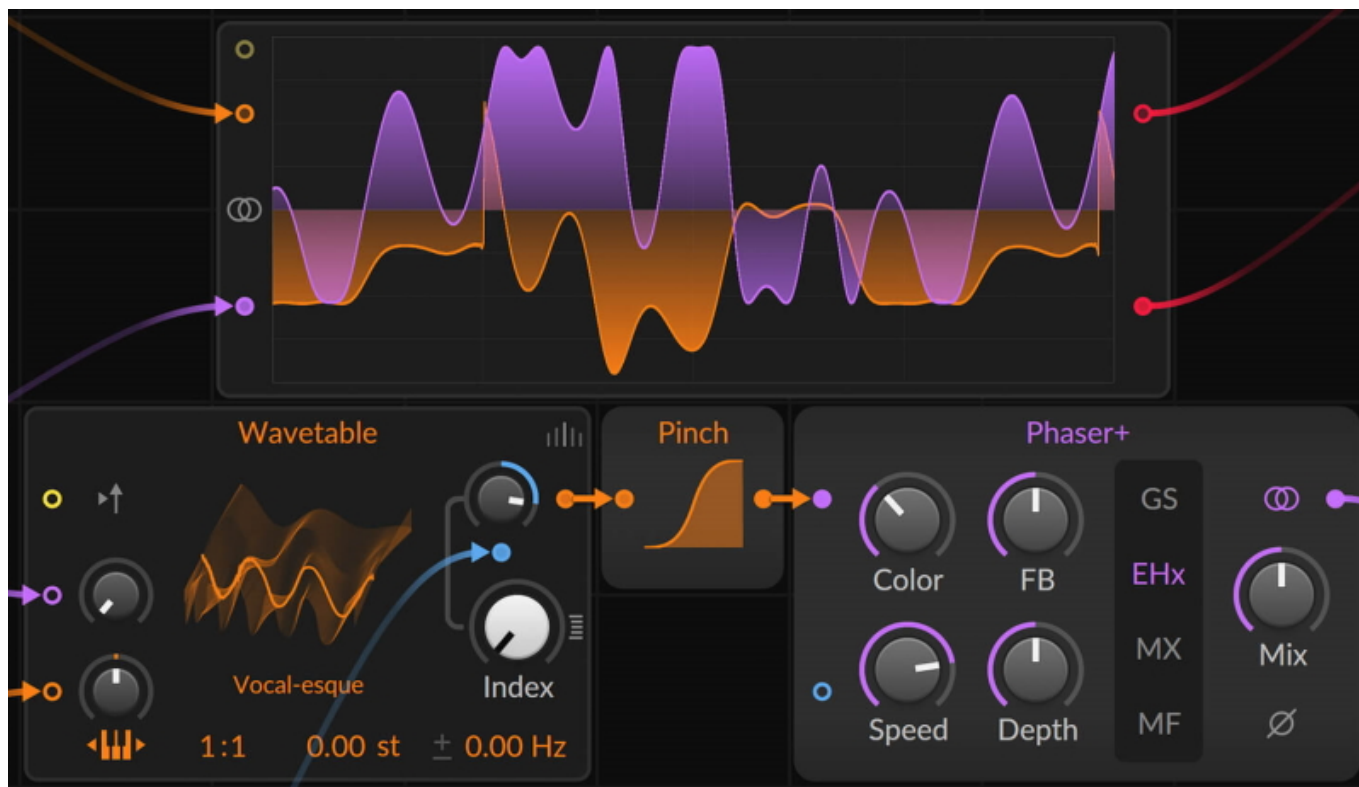 Wavetable
Vocal-esque
Index
1:1 0.00 st ± 0.00 Hz
Pinch
Phaser+
Color FB
Speed Depth
GS
EHx
MX
MF
Mix
Ø